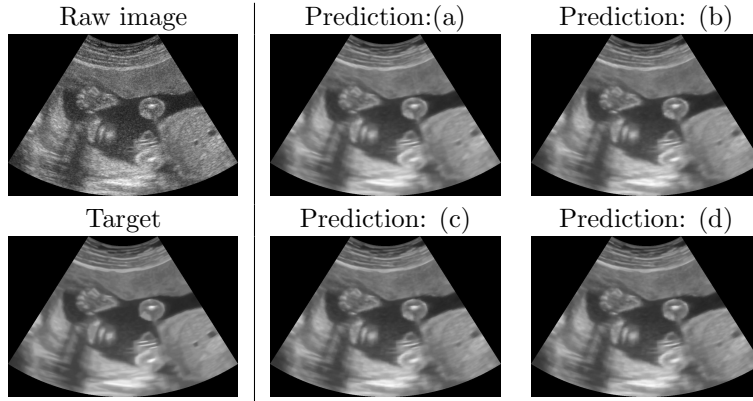 Raw image
Prediction:(a)
Prediction: (b)
Target
Prediction: (c)
Prediction: (d)